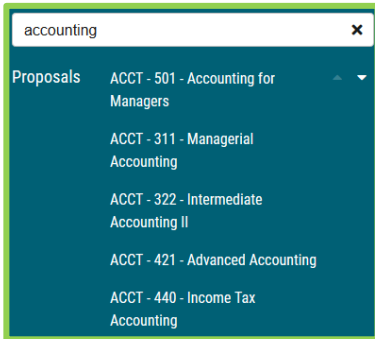 accounting
Proposals ACCT - 501 - Accounting for
Managers
ACCT - 311 - Managerial
Accounting
ACCT - 322 - Intermediate
Accounting II
ACCT - 421 - Advanced Accounting
ACCT - 440 - Income Tax
Accounting